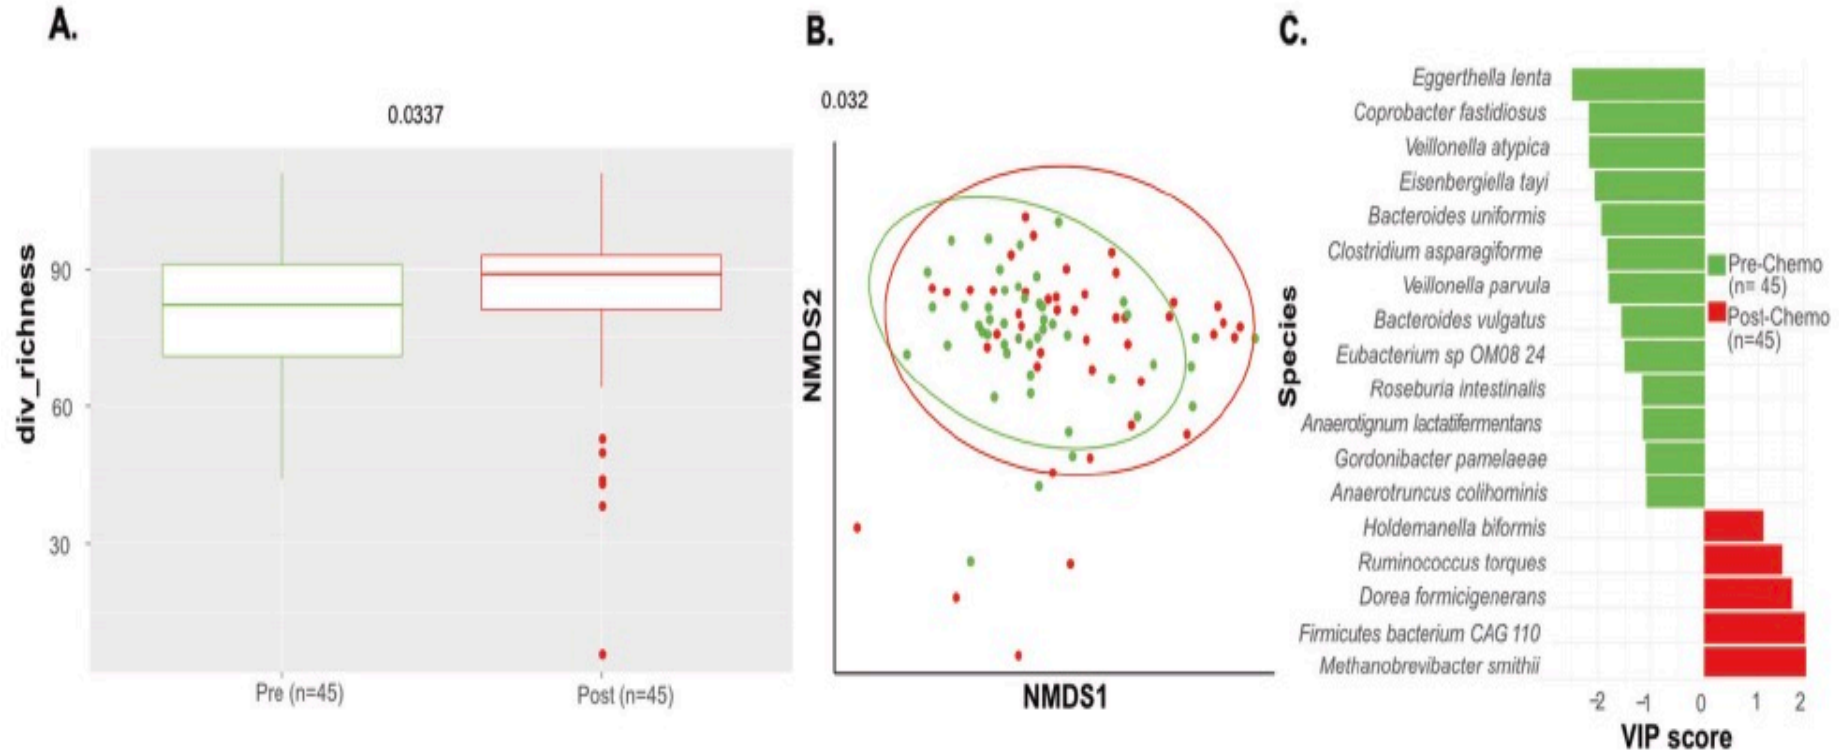 A.
0.0337
div_richness
90
60
30
Pre (n=45)
Post (n=45)
B.
0.032
NMDS2
NMDS1
C.
Species
Eggerthella lenta
Coprobacter fastidiosus
Veillonella atypica
Eisenbergiella tayi
Bacteroides uniformis
Clostridium asparagiforme
Veillonella parvula
Bacteroides vulgatus
Eubacterium sp OM08 24
Roseburia intestinalis
Anaerotignum lactatifermentans
Gordonibacter pamelaeae
Anaerotruncus colihominis
Holdemanella biformis
Ruminococcus torques
Dorea formicigenerans
Firmicutes bacterium CAG 110
Methanobrevibacter smithii
-2 -1 0 1 2
VIP score
Pre-Chemo
(n= 45)
Post-Chemo
(n=45)